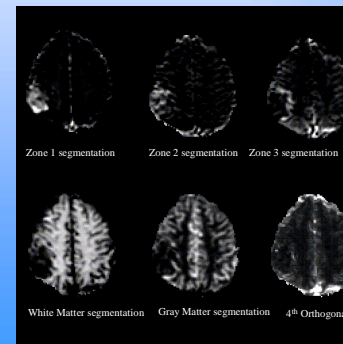 Zone 1 segmentation
Zone 2 segmentation
Zone 3 segmentation
White Matter segmentation
Gray Matter segmentation
4th Orthogona